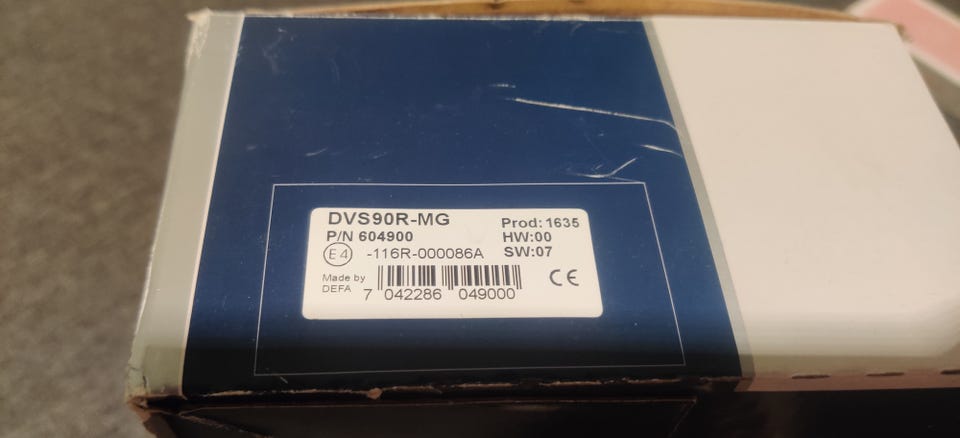 DVS90R-MG
P/N 604900
E4 -116R-000086A
Made by
DEFA
7 042286 049000
Prod: 1635
HW:00
SW:07
CE